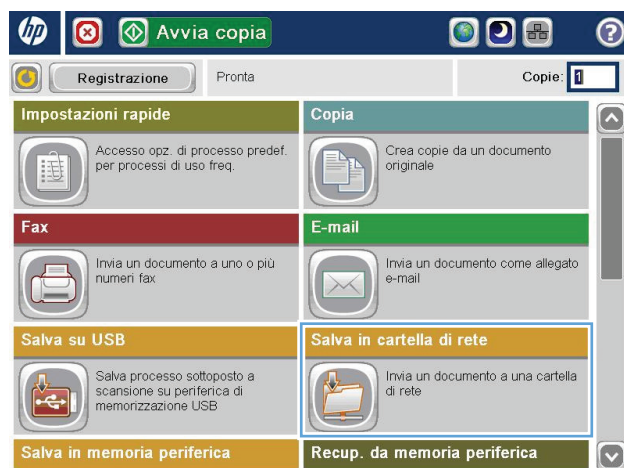 hp
Avvia copia
?
Registrazione
Pronta
Copie: 1
Impostazioni rapide
Accesso opz. di processo predef.
per processi di uso freq.
Copia
Crea copie da un documento
originale
Fax
Invia un documento a uno o più
numeri fax
E-mail
Invia un documento come allegato
e-mail
Salva su USB
Salva processo sottoposto a
scansione su periferica di
memorizzazione USB
Salva in cartella di rete
Invia un documento a una cartella
di rete
Salva in memoria periferica
Recup. da memoria periferica